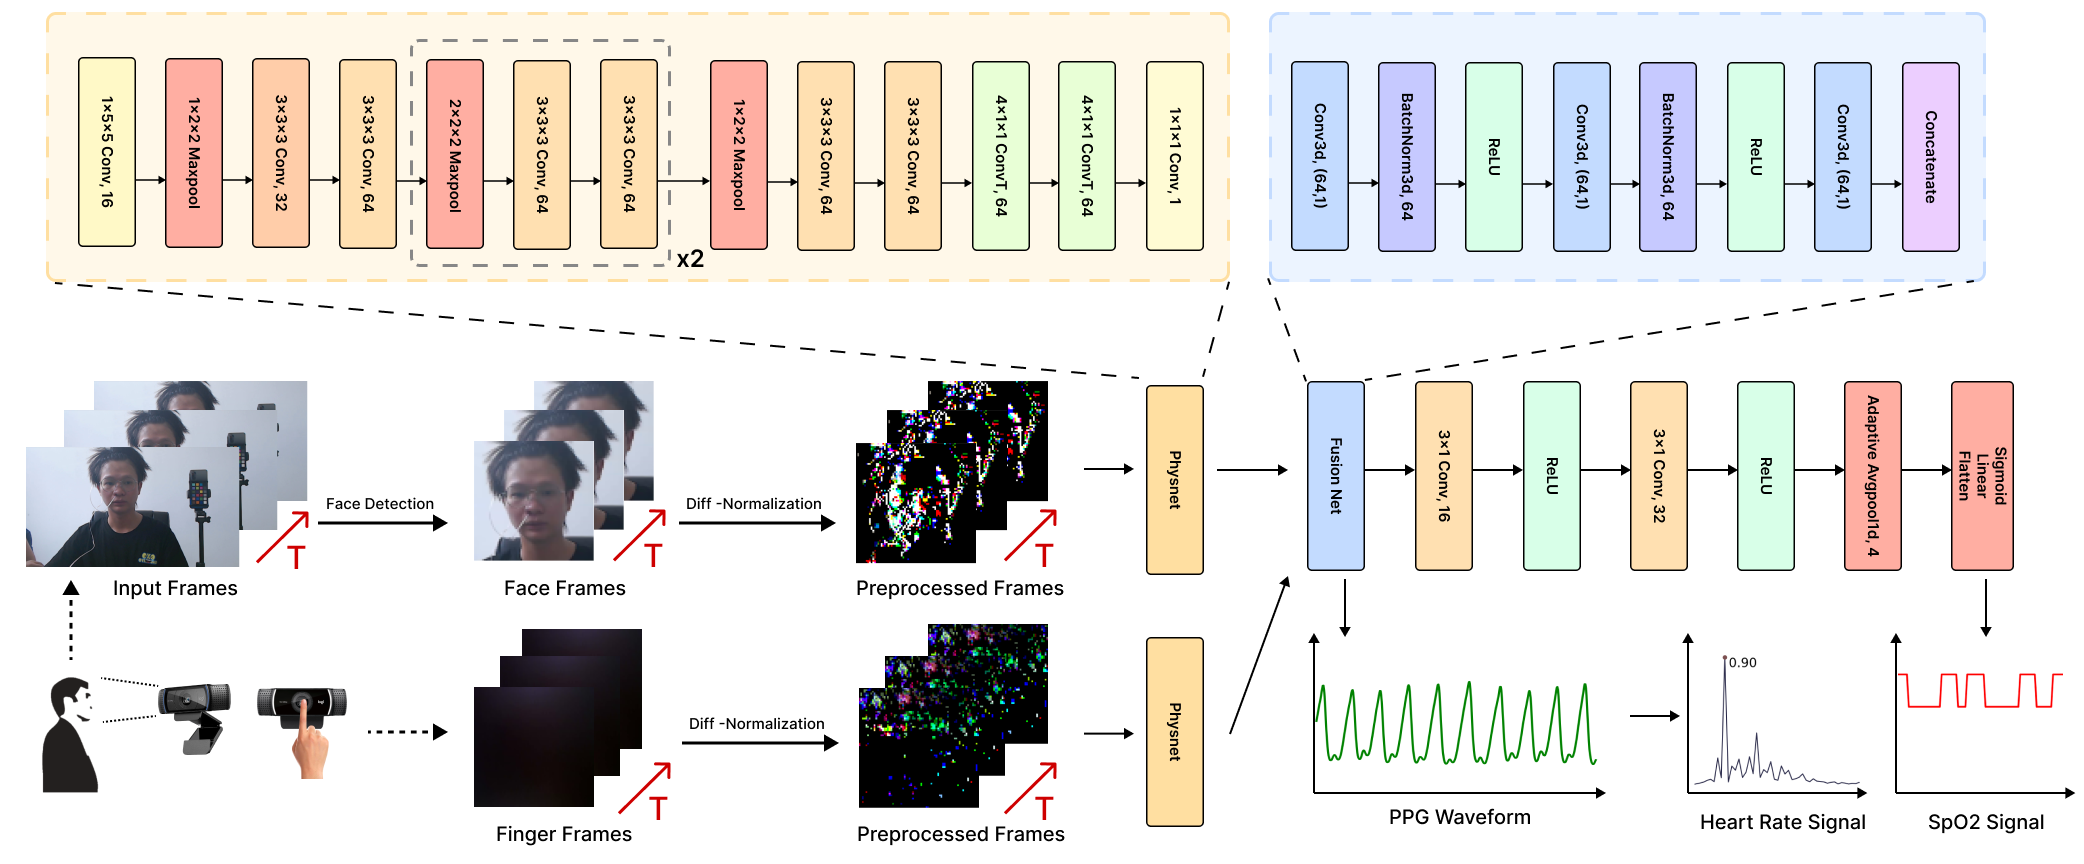 1×5×5 Conv, 16
1×2×2 Maxpool
3×3×3 Conv, 32
3×3×3 Conv, 64
2×2×2 Maxpool
3×3×3 Conv, 64
3×3×3 Conv, 64
x2
1×2×2 Maxpool
3×3×3 Conv, 64
3×3×3 Conv, 64
4×1×1 ConvT, 64
4×1×1 ConvT, 64
1×1×1 Conv, 1
Conv3d, (64,1)
BatchNorm3d, 64
ReLU
Conv3d, (64,1)
BatchNorm3d, 64
ReLU
Conv3d, (64,1)
Concatenate
T
Input Frames
Face Detection
T
Face Frames
Diff -Normalization
T
Preprocessed Frames
Physnet
Fusion Net
3×1 Conv, 16
ReLU
3×1 Conv, 32
ReLU
Adaptive Avgpool1d, 4
Sigmoid
Linear
Flatten
T
Finger Frames
Diff -Normalization
T
Preprocessed Frames
Physnet
PPG Waveform
0.90
Heart Rate Signal
SpO2 Signal